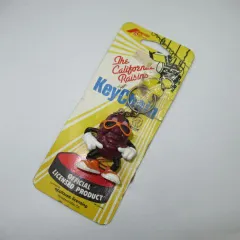 The
California
Raisins
KeyChain
OFFICIAL
LICENSED PRODUCT